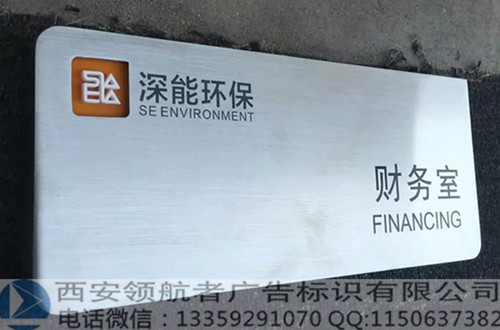 深能环保
SE ENVIRONMENT
财务室
FINANCING
西安领航者广告标识有限公司
电话微信：13359291070 QQ:1150637382